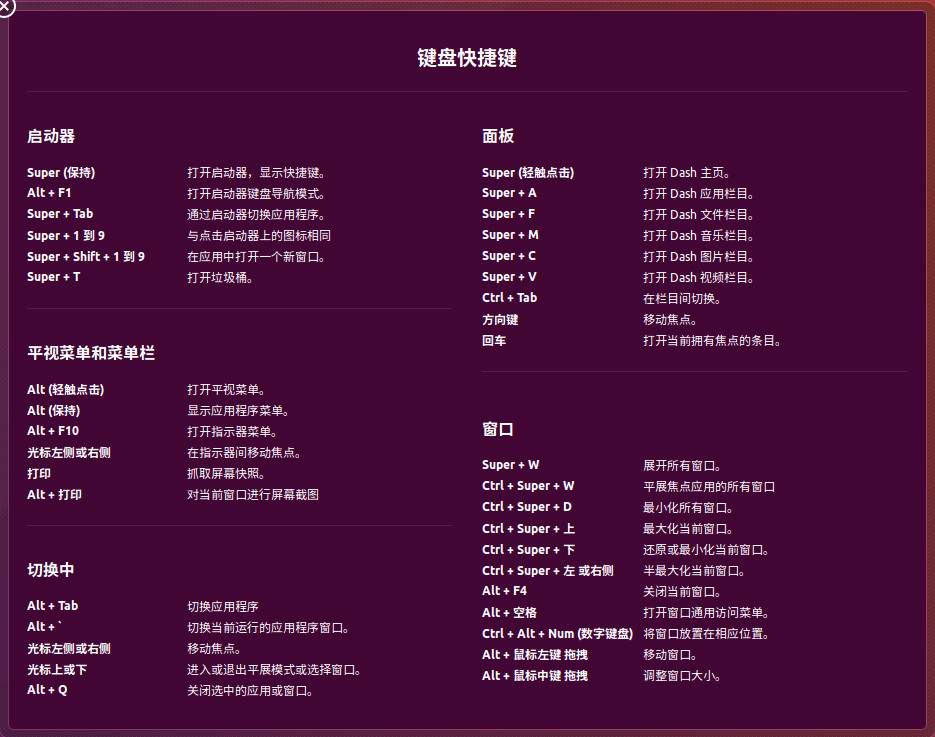 键盘快捷键
启动器
Super (保持) 打开启动器，显示快捷键。
Alt + F1 打开启动器键盘导航模式。
Super + Tab 通过启动器切换应用程序。
Super + 1 到 9 与点击启动器上的图标相同
Super + Shift + 1 到 9 在应用中打开一个新窗口。
Super + T 打开垃圾桶。
平视菜单和菜单栏
Alt (轻触点击) 打开平视菜单。
Alt (保持) 显示应用程序菜单。
Alt + F10 打开指示器菜单。
光标左侧或右侧 在指示器间移动焦点。
打印 抓取屏幕快照。
Alt + 打印 对当前窗口进行屏幕截图
切换中
Alt + Tab 切换应用程序
Alt + ` 切换当前运行的应用程序窗口。
光标左侧或右侧 移动焦点。
光标上或下 进入或退出平展模式或选择窗口。
Alt + Q 关闭选中的应用或窗口。
面板
Super (轻触点击) 打开 Dash 主页。
Super + A 打开 Dash 应用栏目。
Super + F 打开 Dash 文件栏目。
Super + M 打开 Dash 音乐栏目。
Super + C 打开 Dash 图片栏目。
Super + V 打开 Dash 视频栏目。
Ctrl + Tab 在栏目间切换。
方向键 移动焦点。
回车 打开当前拥有焦点的条目。
窗口
Super + W 展开所有窗口。
Ctrl + Super + W 平展焦点应用的所有窗口
Ctrl + Super + D 最小化所有窗口。
Ctrl + Super + 上 最大化当前窗口。
Ctrl + Super + 下 还原或最小化当前窗口。
Ctrl + Super + 左 或右侧 半最大化当前窗口。
Alt + F4 关闭当前窗口。
Alt + 空格 打开窗口通用访问菜单。
Ctrl + Alt + Num (数字键盘) 将窗口放置在相应位置。
Alt + 鼠标左键 拖拽 移动窗口。
Alt + 鼠标中键 拖拽 调整窗口大小。